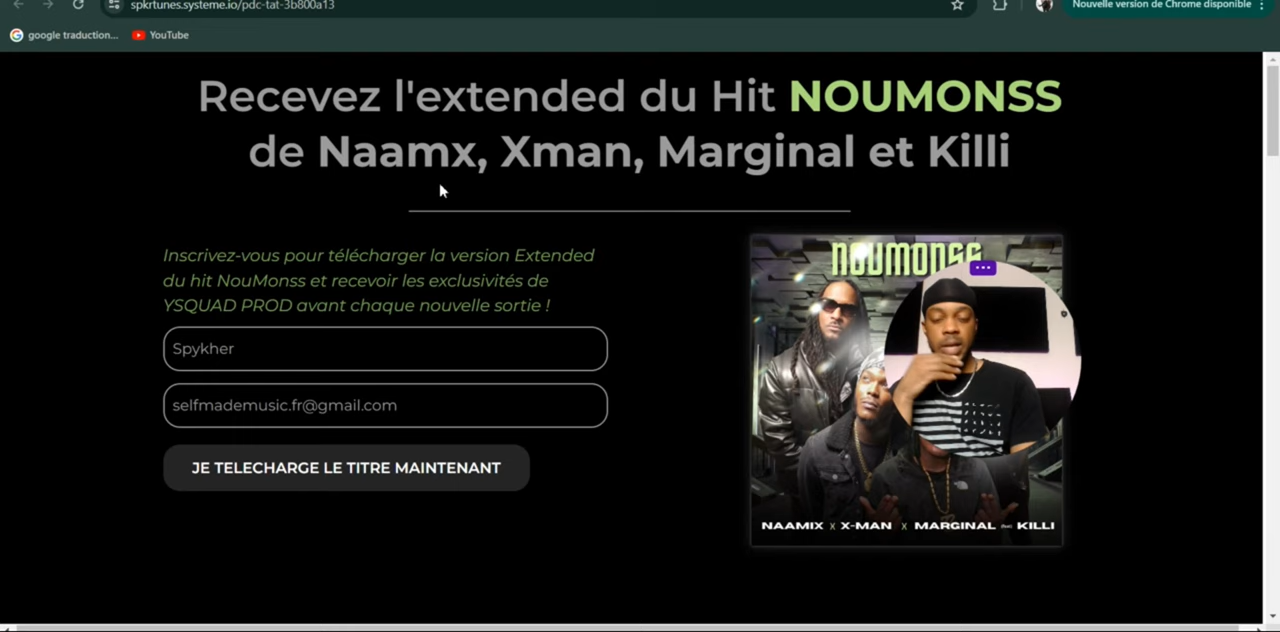 spkrtunes.systeme.io/pdc-tat-3b800a13
Nouvelle version de Chrome disponible
google traduction...
YouTube
Recevez l'extended du Hit NOUMONSS
de Naamx, Xman, Marginal et Killi
Inscrivez-vous pour télécharger la version Extended
du hit NouMonss et recevoir les exclusivités de
YSQUAD PROD avant chaque nouvelle sortie !
Spykher
selfmademusic.fr@gmail.com
JE TELECHARGE LE TITRE MAINTENANT
NOUMONSS
NAAMIX X X-MAN X MARGINAL KILLI